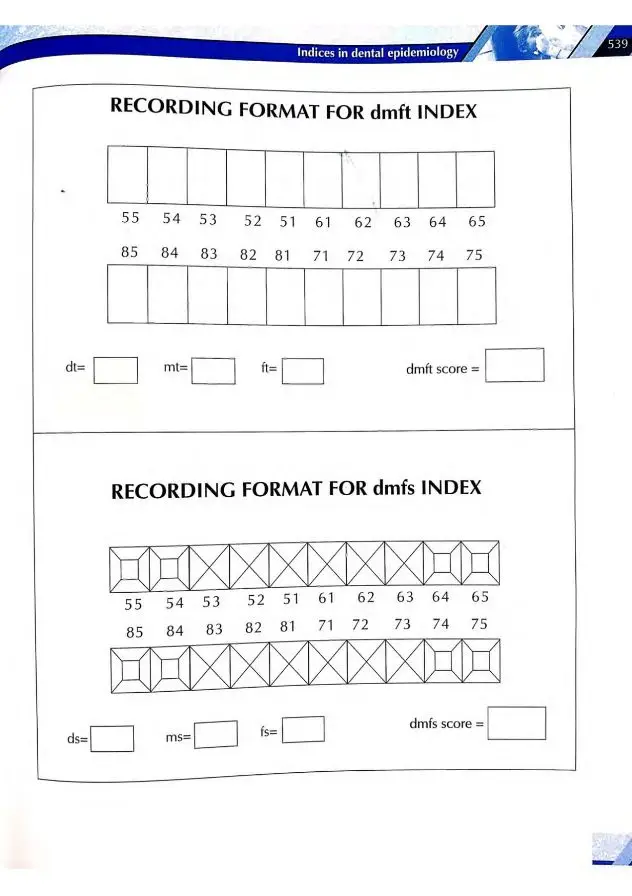 Indices in dental epidemiology 539
RECORDING FORMAT FOR dmft INDEX
55 54 53 52 51 61 62 63 64 65
85 84 83 82 81 71 72 73 74 75
dt= mt= ft= dmft score =
RECORDING FORMAT FOR dmfs INDEX
55 54 53 52 51 61 62 63 64 65
85 84 83 82 81 71 72 73 74 75
ds= ms= fs= dmfs score =